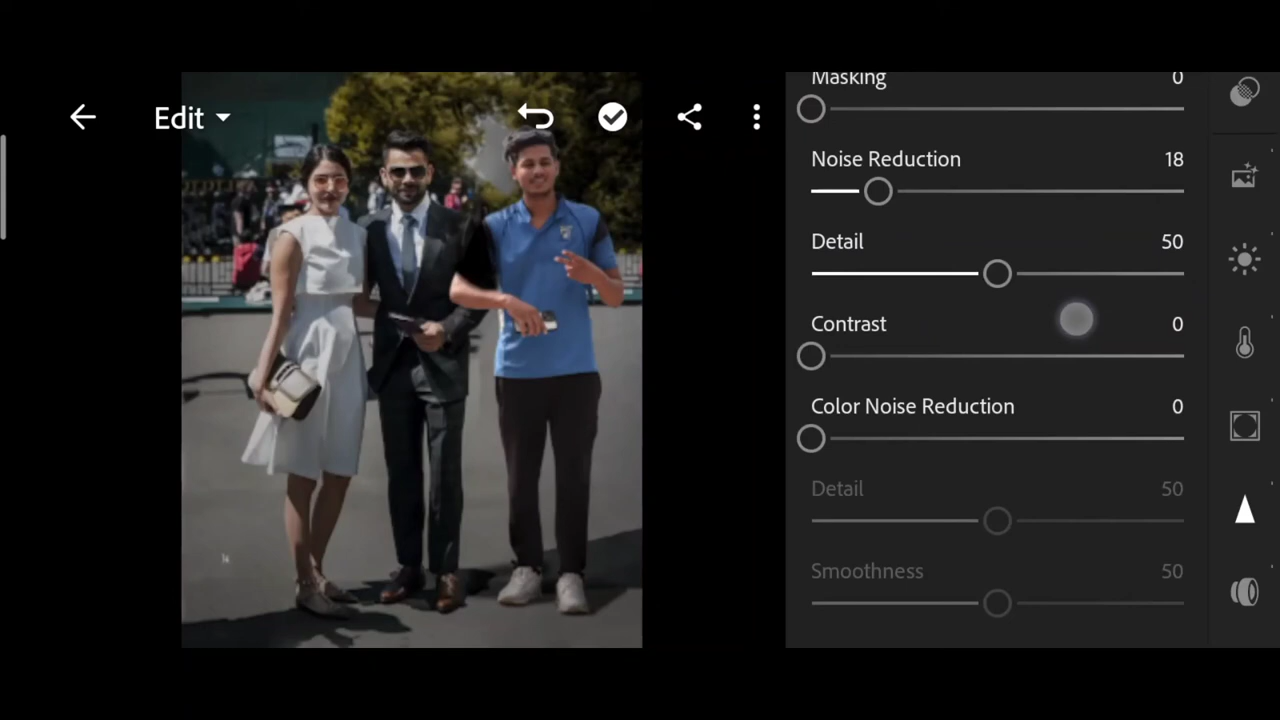 Edit
Masking 0
Noise Reduction 18
Detail 50
Contrast 0
Color Noise Reduction 0
Detail 50
Smoothness 50